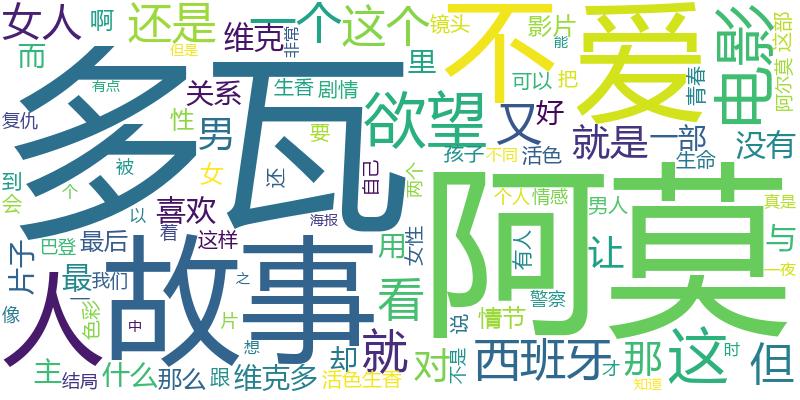 女人
啊
还是
维克
一个
这个
镜头
影片
不
爱
电影
这部
能
但是
非常
而
有点
里
关系
生香
剧情
可以
把
青春
阿尔莫
多瓦
欲望
复仇
性
男
要
又
好
就是
一部
没有
孩子
不同
活色
生命
到
会
个
被
女
还
自己
两个
阿莫
个人
情感
男人
真是
以
喜欢
海报
巴登
最后
着
这样
用
女性
有人
让
与
片子
最
我们
之
看
一夜
像
一
人
故事
色彩
中
片
想
就
说
情节
警察
主
结局
什么
那么
跟
维克多
活色生香
却
对
不是
西班牙
才
那
知道
这
时
但